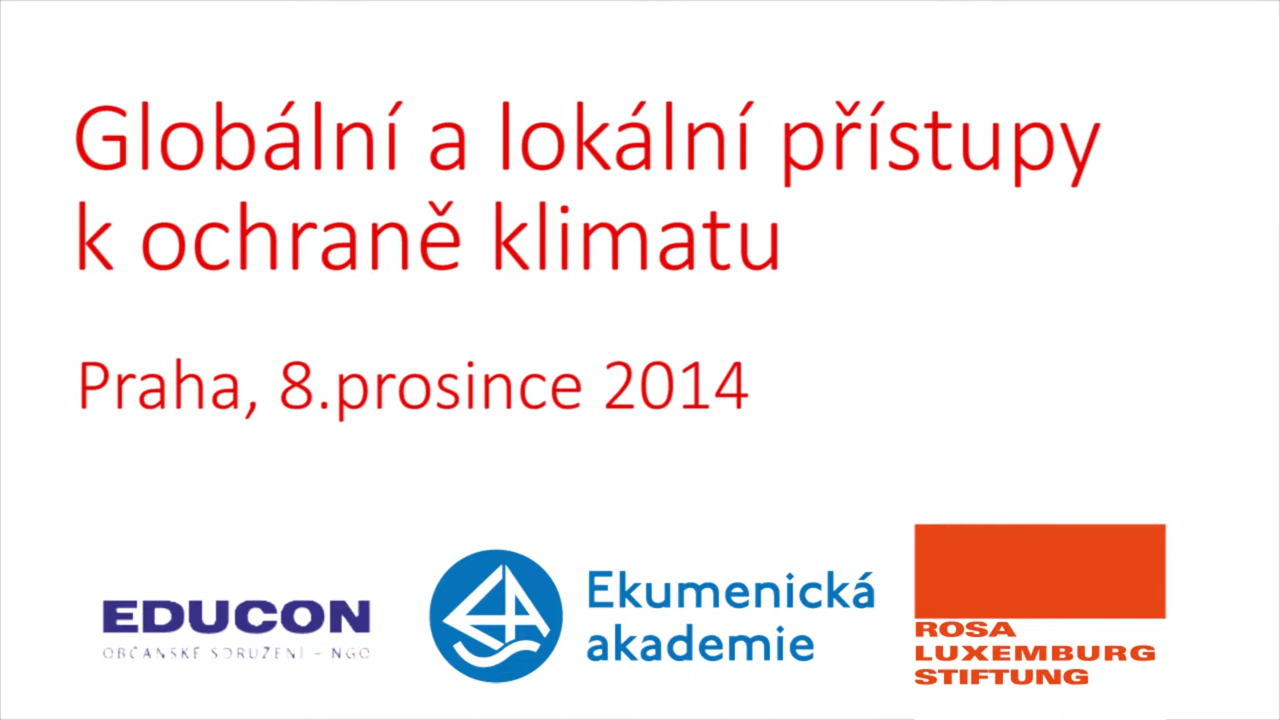 Globální a lokální přístupy
k ochraně klimatu
Praha, 8.prosince 2014
EDUCON
OBČANSKÉ SDRUŽENÍ - NGO
Ekumenická
akademie
ROSA
LUXEMBURG
STIFTUNG